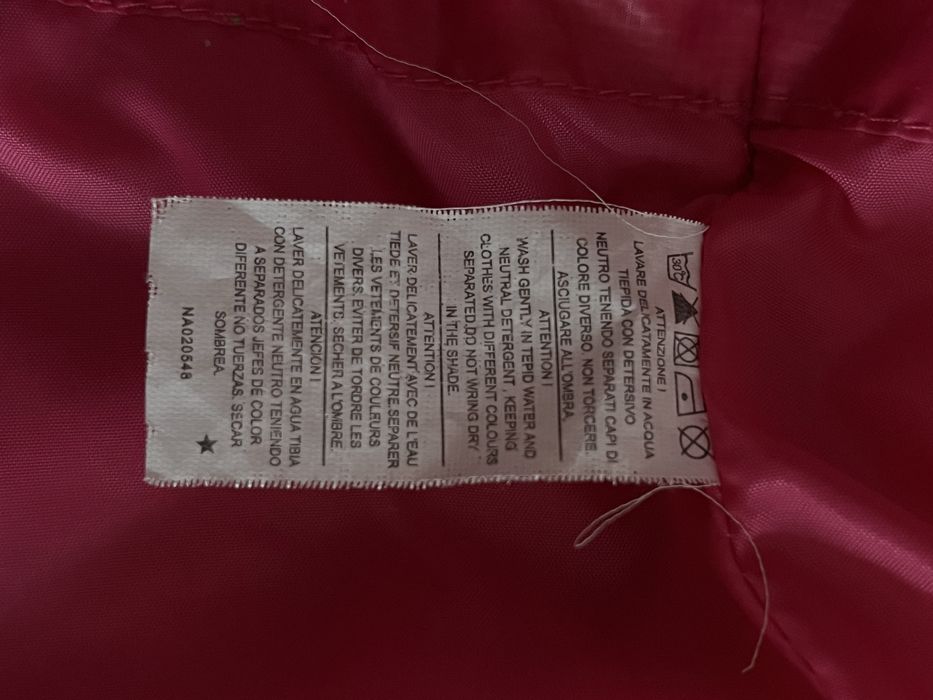 30°C
ATTENZIONE !
LAVARE DELICATAMENTE IN ACQUA
TIEPIDA CON DETERSIVO
NEUTRO TENENDO SEPARATI CAPI DI
COLORE DIVERSO. NON TORCERE.
ASCIUGARE ALL'OMBRA.
ATTENTION !
WASH GENTLY IN TEPID WATER AND
NEUTRAL DETERGENT. KEEPING
CLOTHES WITH DIFFERENT COLOURS
SEPARATED.DO NOT WRING DRY
IN THE SHADE.
ATTENTION !
LAVER DELICATEMENT AVEC DE L'EAU
TIEDE ET DETERSIF NEUTRE.SEPARER
LES VETEMENTS DE COULEURS
DIVERS. EVITER DE TORDRE LES
VETEMENTS. SECHER A L'OMBRE.
ATENCION !
LAVER DELICATEMENTE EN AGUA TIBIA
CON DETERGENTE NEUTRO TENIENDO
A SEPARADOS JEFES DE COLOR
DIFERENTE NO TUERZAS. SECAR
SOMBREA.
NA020548